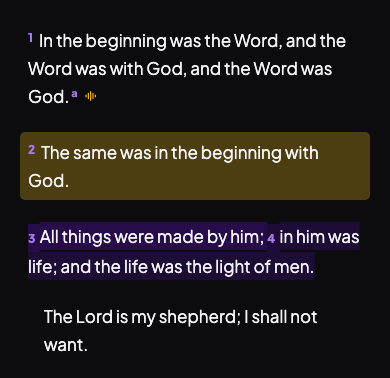 1 In the beginning was the Word, and the
Word was with God, and the Word was
God.a
2 The same was in the beginning with
God.
3 All things were made by him; 4 in him was
life; and the life was the light of men.
The Lord is my shepherd; I shall not
want.